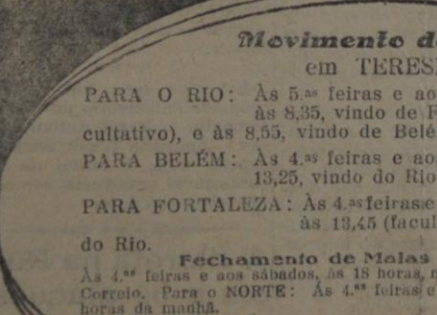 Movimento d
em TERES
PARA O RIO: Às 5.as feiras e ao
às 8,35, vindo de F
cultativo), e às 8,55, vindo de Belé
PARA BELÉM: Às 4.as feiras e ao
13,25, vindo do Rio
PARA FORTALEZA: Às 4.as feiras e
às 13,45 (facul
do Rio.
Fechamento de Malas
Às 4.as feiras e aos sábados, às 18 horas, n
Correio. Para o NORTE: Às 4.as feiras e
horas da manhã.